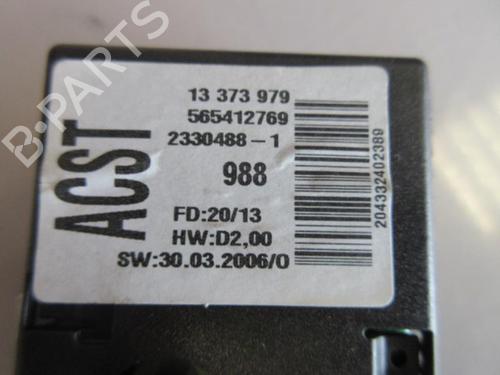 B-PARTS
ACST
13 373 979
565412769
2330488-1
988
FD:20/13
HW:D2,00
SW:30.03.2006/0
204332402389